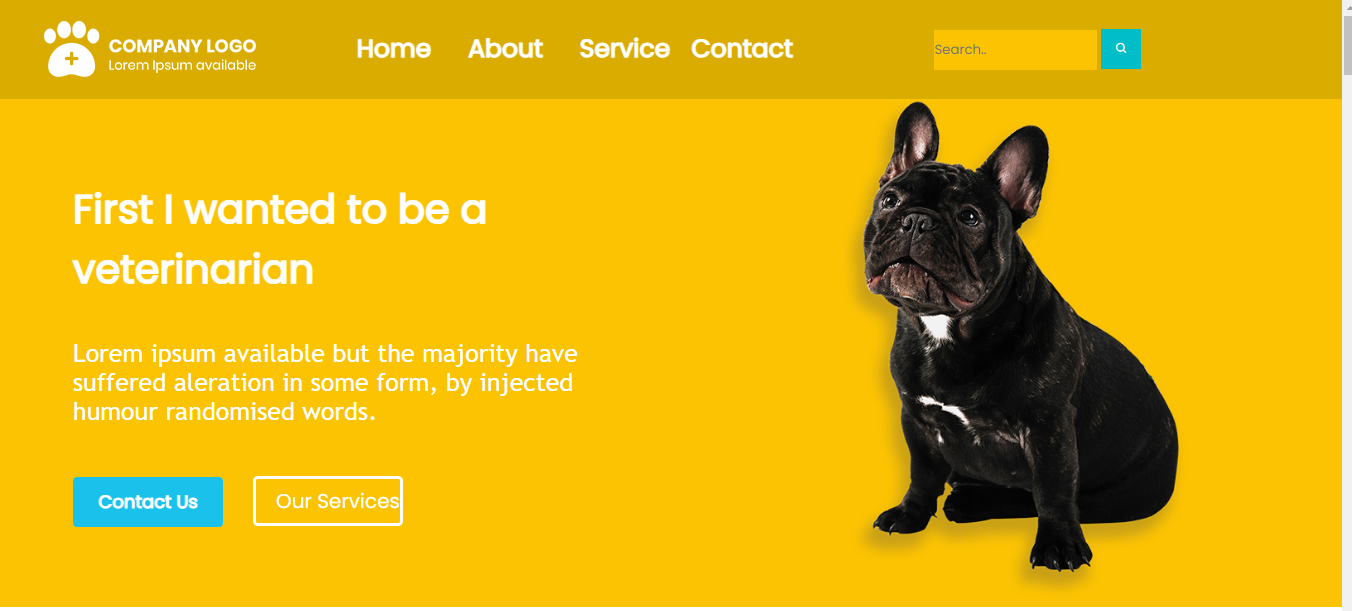 COMPANY LOGO
Lorem Ipsum available
Home About Service Contact
Search..
First I wanted to be a
veterinarian
Lorem ipsum available but the majority have
suffered aleration in some form, by injected
humour randomised words.
Contact Us
Our Services